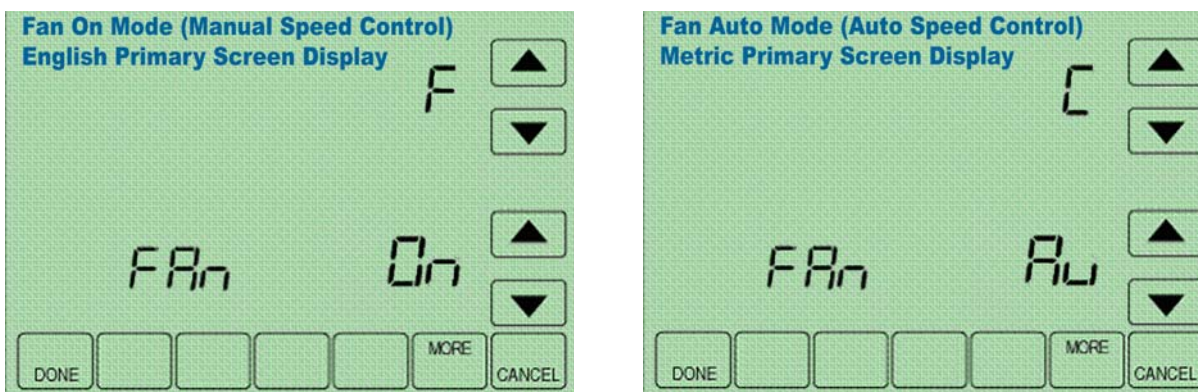 Fan On Mode (Manual Speed Control)
English Primary Screen Display
F
FAn On
DONE MORE CANCEL
Fan Auto Mode (Auto Speed Control)
Metric Primary Screen Display
C
FAn Au
DONE MORE CANCEL